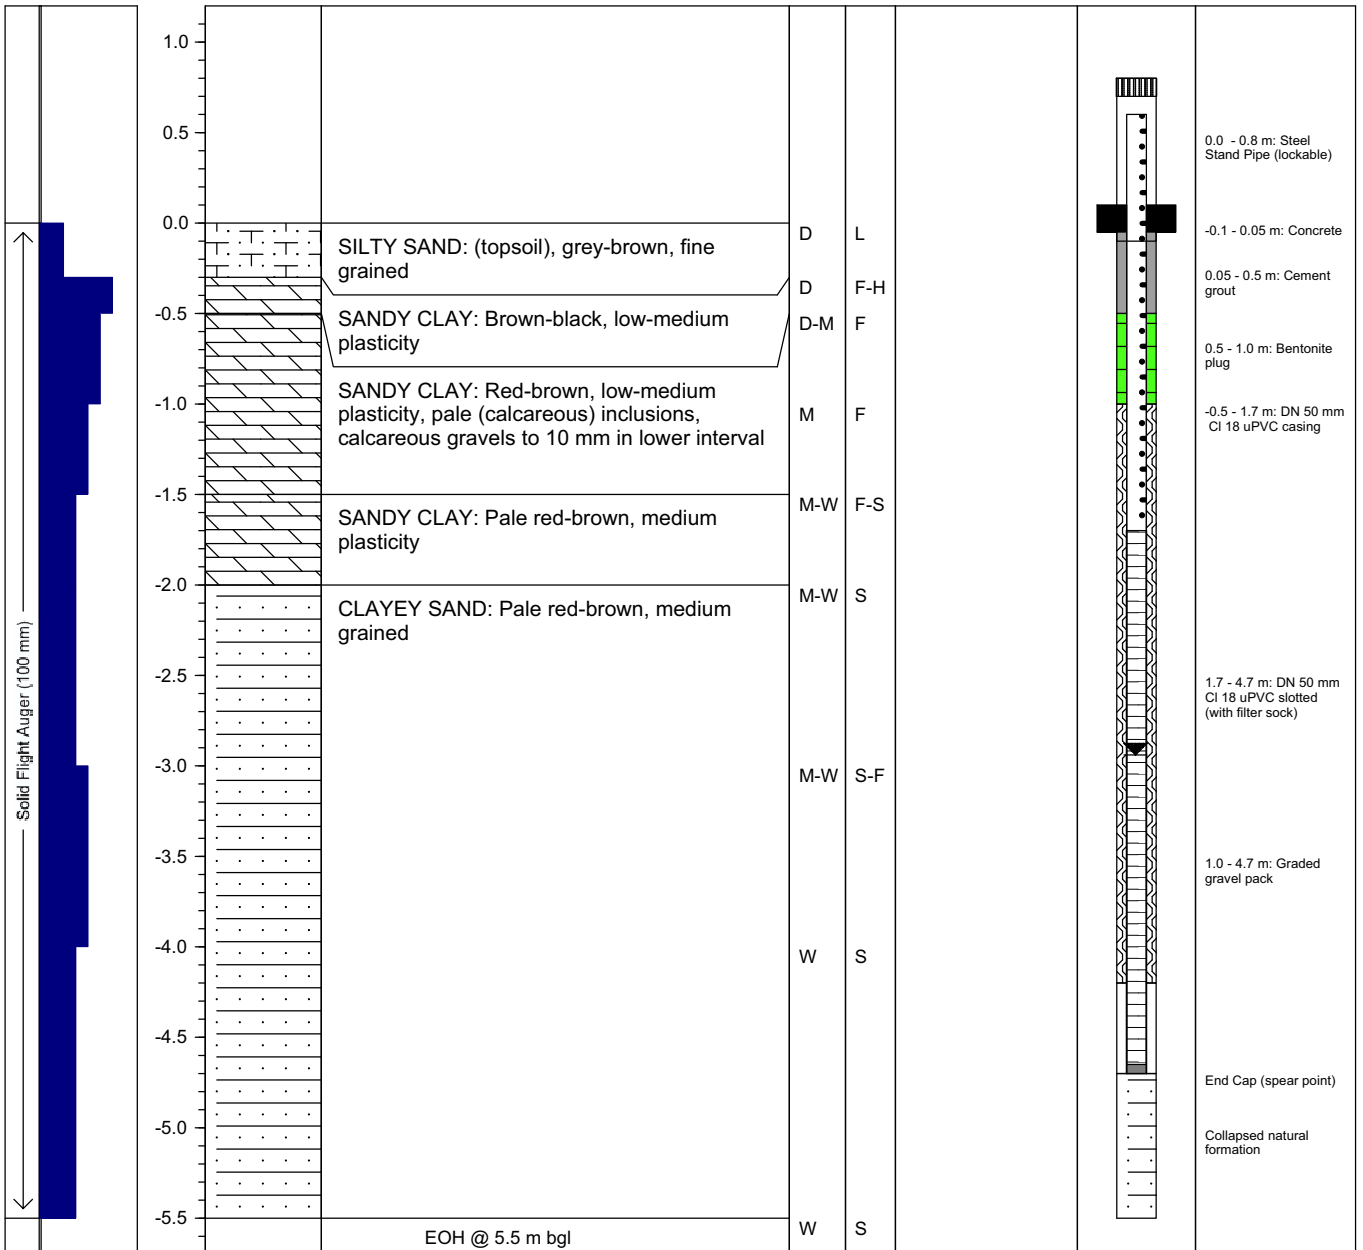 1.0
0.5
0.0 - 0.8 m: Steel
Stand Pipe (lockable)
0.0
D L
-0.1 - 0.05 m: Concrete
SILTY SAND: (topsoil), grey-brown, fine
grained
D F-H
0.05 - 0.5 m: Cement
grout
-0.5
SANDY CLAY: Brown-black, low-medium
plasticity
D-M F
0.5 - 1.0 m: Bentonite
plug
SANDY CLAY: Red-brown, low-medium
plasticity, pale (calcareous) inclusions,
calcareous gravels to 10 mm in lower interval
-1.0
M F
-0.5 - 1.7 m: DN 50 mm
Cl 18 uPVC casing
-1.5
M-W F-S
SANDY CLAY: Pale red-brown, medium
plasticity
-2.0
M-W S
CLAYEY SAND: Pale red-brown, medium
grained
Solid Flight Auger (100 mm)
-2.5
1.7 - 4.7 m: DN 50 mm
Cl 18 uPVC slotted
(with filter sock)
-3.0
M-W S-F
-3.5
1.0 - 4.7 m: Graded
gravel pack
-4.0
W S
-4.5
End Cap (spear point)
-5.0
Collapsed natural
formation
-5.5
W S
EOH @ 5.5 m bgl